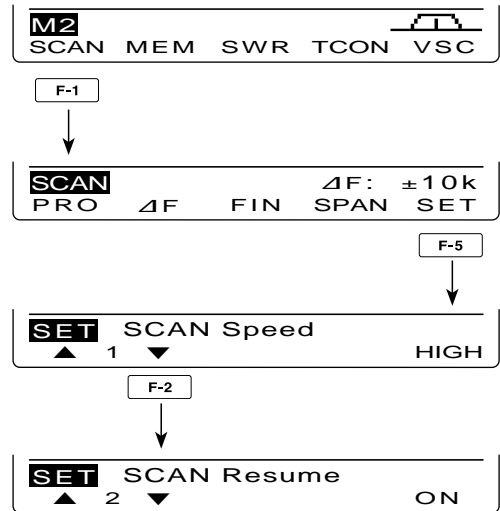 M2
SCAN MEM SWR TCON VSC
F-1
SCAN ⊿F: ±10k
PRO ⊿F FIN SPAN SET
F-5
SET SCAN Speed
▲ 1 ▼ HIGH
F-2
SET SCAN Resume
▲ 2 ▼ ON